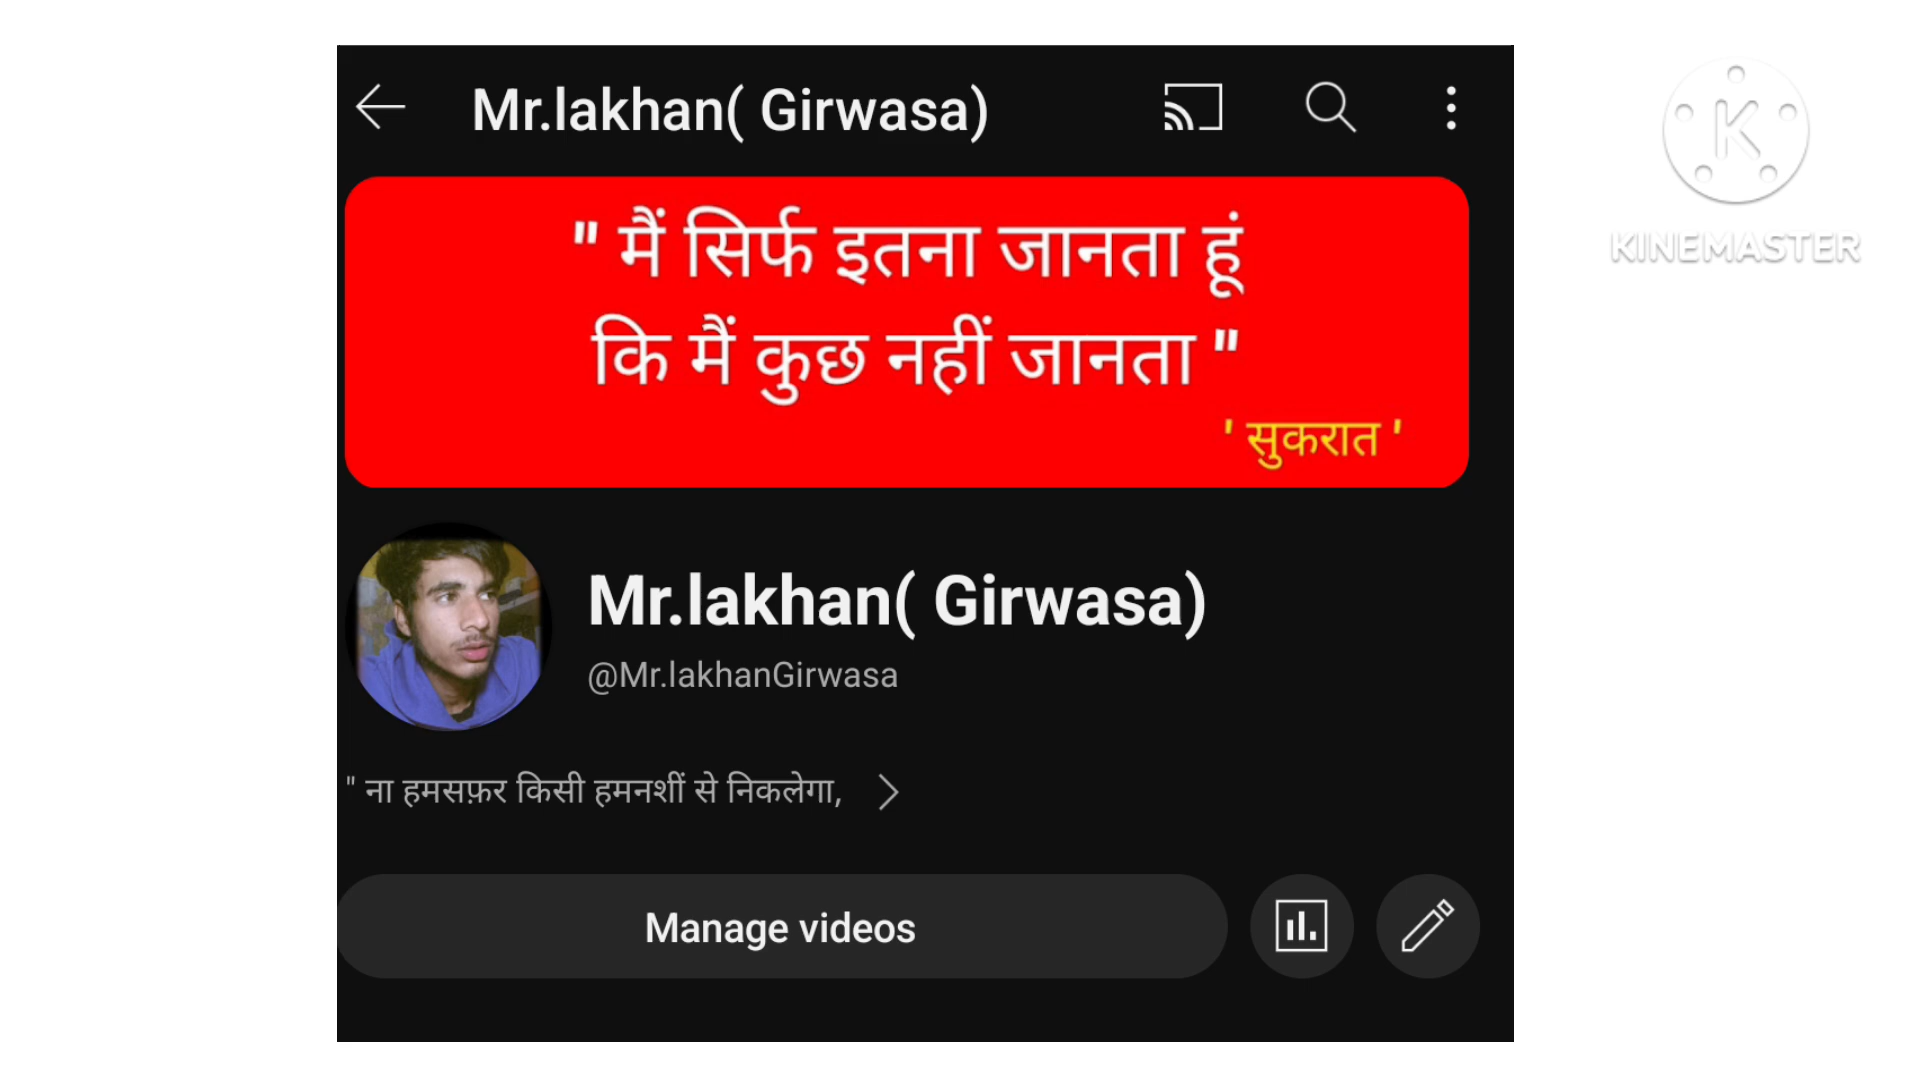 Mr.lakhan( Girwasa)
" मैं सिर्फ इतना जानता हूं
कि मैं कुछ नहीं जानता "
' सुकरात '
Mr.lakhan( Girwasa)
@Mr.lakhanGirwasa
" ना हमसफ़र किसी हमनशीं से निकलेगा,
Manage videos
K
KINEMASTER